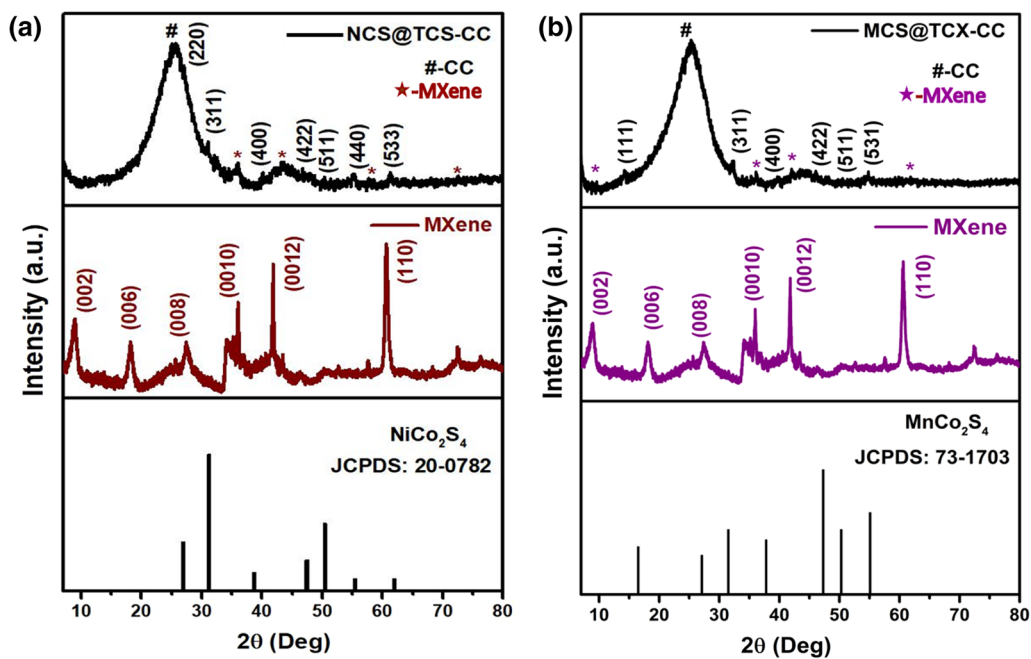 (a)
#
(220)
NCS@TCS-CC
#-CC
★-MXene
(311)
*
(400)
*
(422)
(511)
(440)
*
(533)
*
MXene
(002)
(006)
(008)
(0010)
(0012)
(110)
NiCo₂S₄
JCPDS: 20-0782
Intensity (a.u.)
10 20 30 40 50 60 70 80
2θ (Deg)
(b)
#
MCS@TCX-CC
#-CC
★-MXene
*
(111)
(311)
*
(400)
*
(422)
(511)
(531)
*
MXene
(002)
(006)
(008)
(0010)
(0012)
(110)
MnCo₂S₄
JCPDS: 73-1703
Intensity (a.u.)
10 20 30 40 50 60 70 80
2θ (Deg)